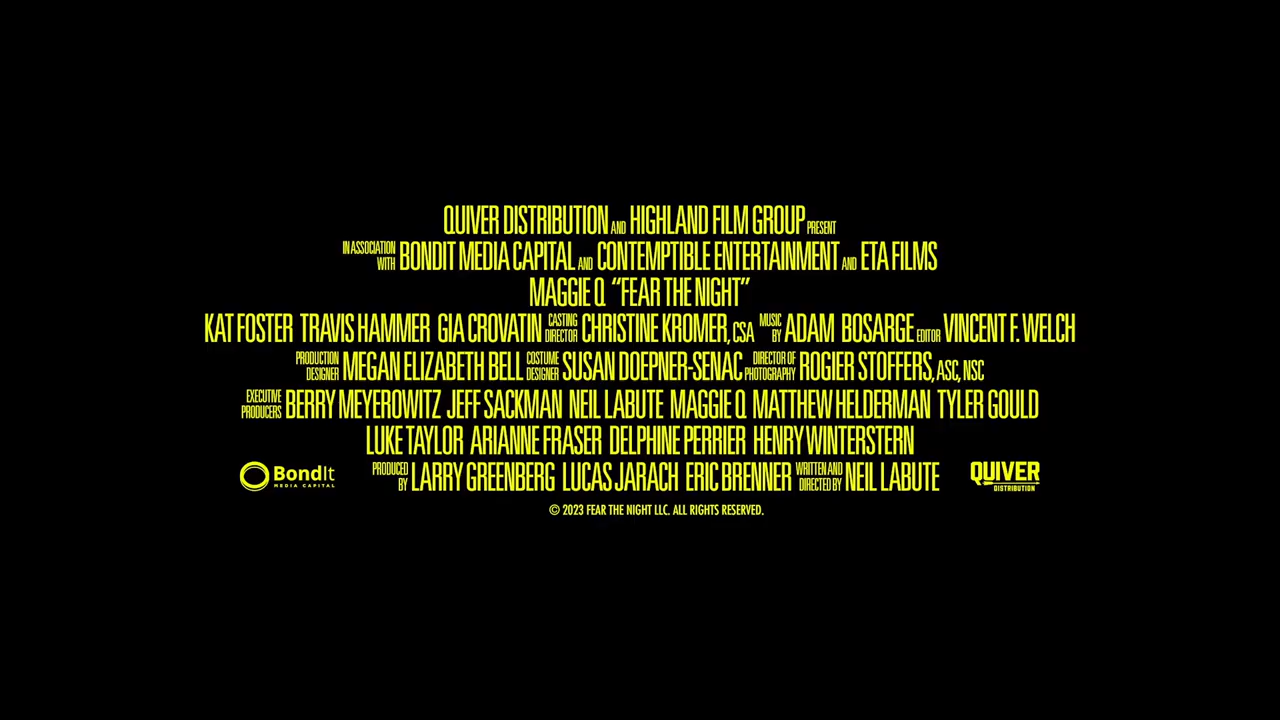 QUIVER DISTRIBUTION AND HIGHLAND FILM GROUP PRESENT
IN ASSOCIATION WITH BONDIT MEDIA CAPITAL AND CONTEMPTIBLE ENTERTAINMENT AND ETA FILMS
MAGGIE Q “FEAR THE NIGHT”
KAT FOSTER TRAVIS HAMMER GIA CROVATIN CASTING DIRECTOR CHRISTINE KROMER, CSA MUSIC BY ADAM BOSARGE EDITOR VINCENT F. WELCH
PRODUCTION DESIGNER MEGAN ELIZABETH BELL COSTUME DESIGNER SUSAN DOEPNER-SENAC DIRECTOR OF PHOTOGRAPHY ROGIER STOFFERS, ASC, NSC
EXECUTIVE PRODUCERS BERRY MEYEROWITZ JEFF SACKMAN NEIL LABUTE MAGGIE Q MATTHEW HELDERMAN TYLER GOULD
LUKE TAYLOR ARIANNE FRASER DELPHINE PERRIER HENRY WINTERSTERN
BondIt MEDIA CAPITAL PRODUCED BY LARRY GREENBERG LUCAS JARACH ERIC BRENNER WRITTEN AND DIRECTED BY NEIL LABUTE QUIVER DISTRIBUTION
© 2023 FEAR THE NIGHT LLC. ALL RIGHTS RESERVED.